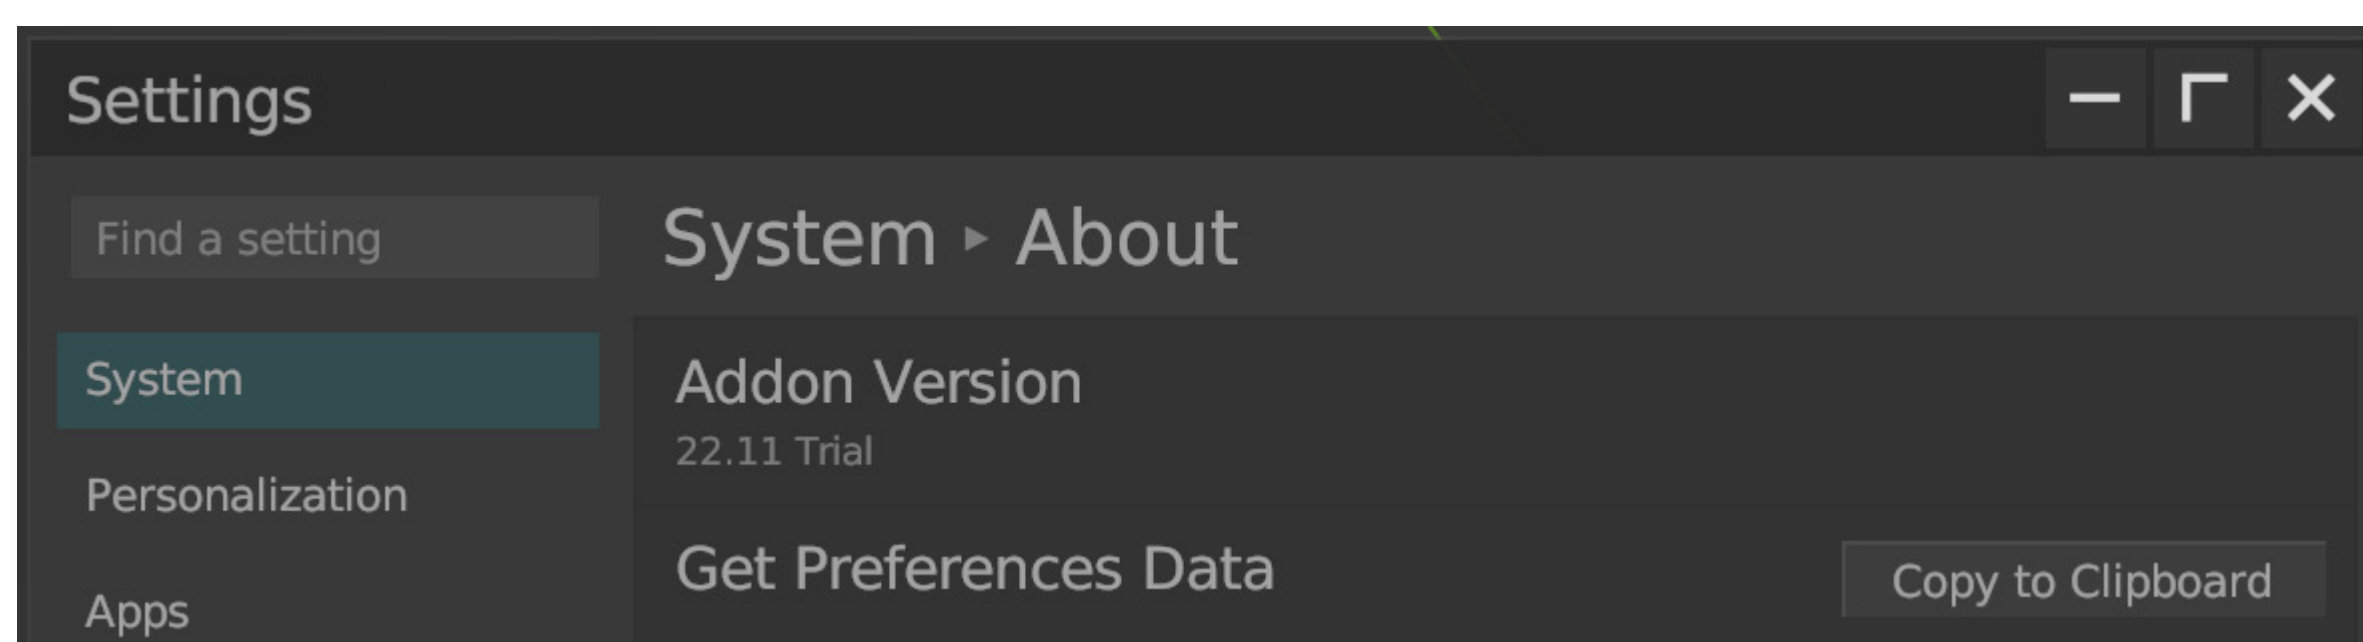 Settings
Find a setting
System ▸ About
System
Personalization
Apps
Addon Version
22.11 Trial
Get Preferences Data
Copy to Clipboard